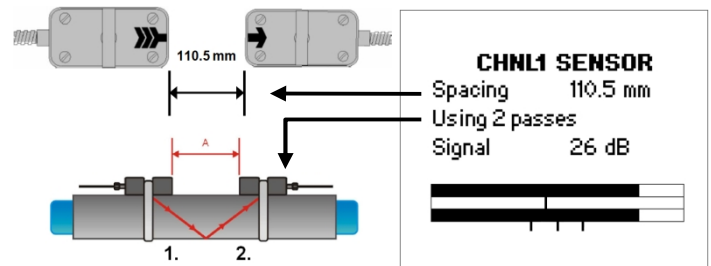 110.5 mm
A
1. 2.
CHNL1 SENSOR
Spacing 110.5 mm
Using 2 passes
Signal 26 dB